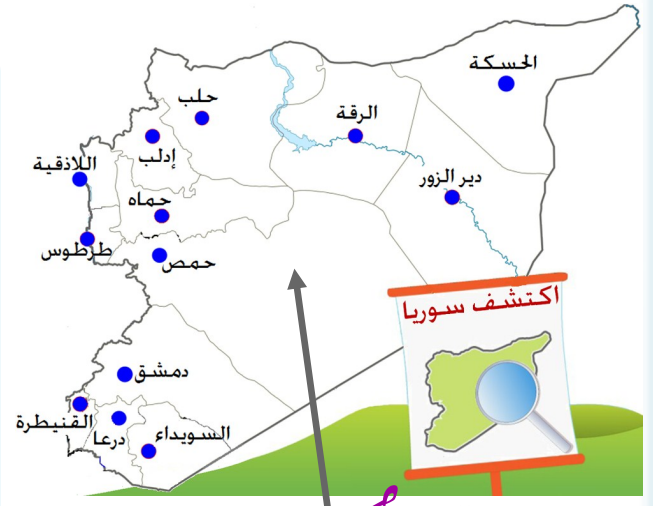 الحسكة
حلب
الرقة
إدلب
اللاذقية
دير الزور
حماه
طرطوس
حمص
اكتشف سوريا
دمشق
القنيطرة
درعا
السويداء